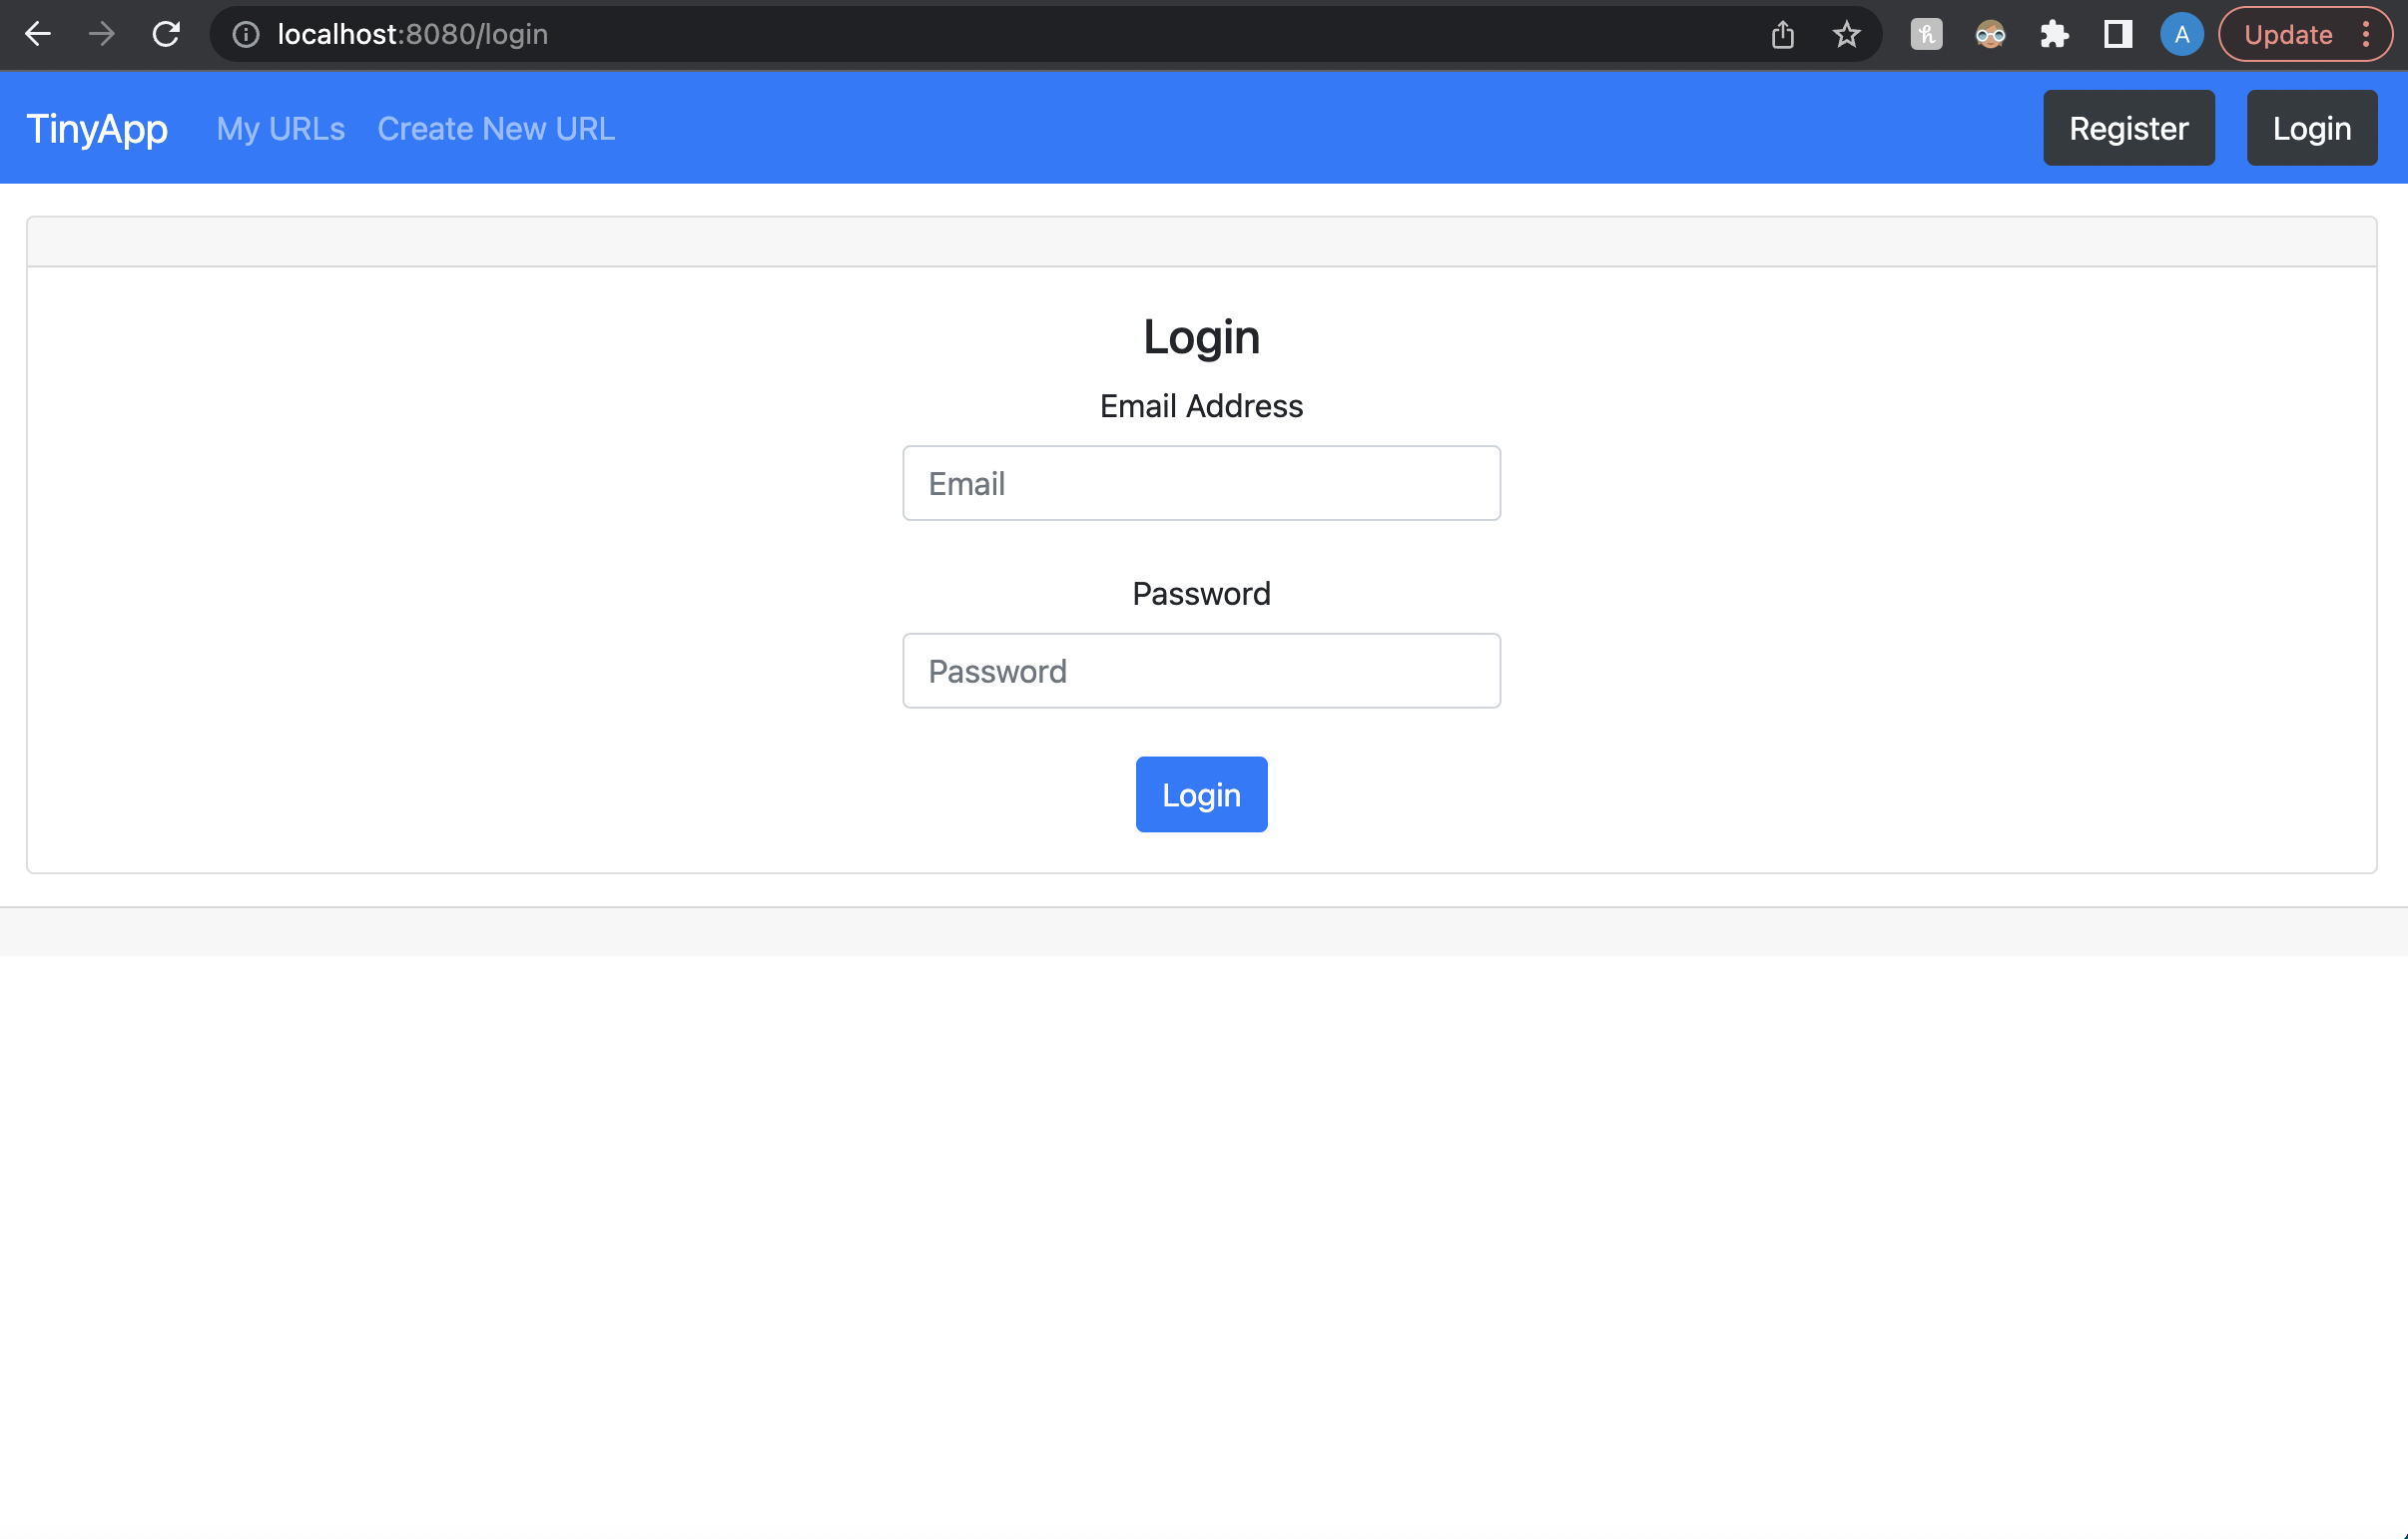 localhost:8080/login
A
Update
TinyApp
My URLs
Create New URL
Register
Login
Login
Email Address
Email
Password
Password
Login